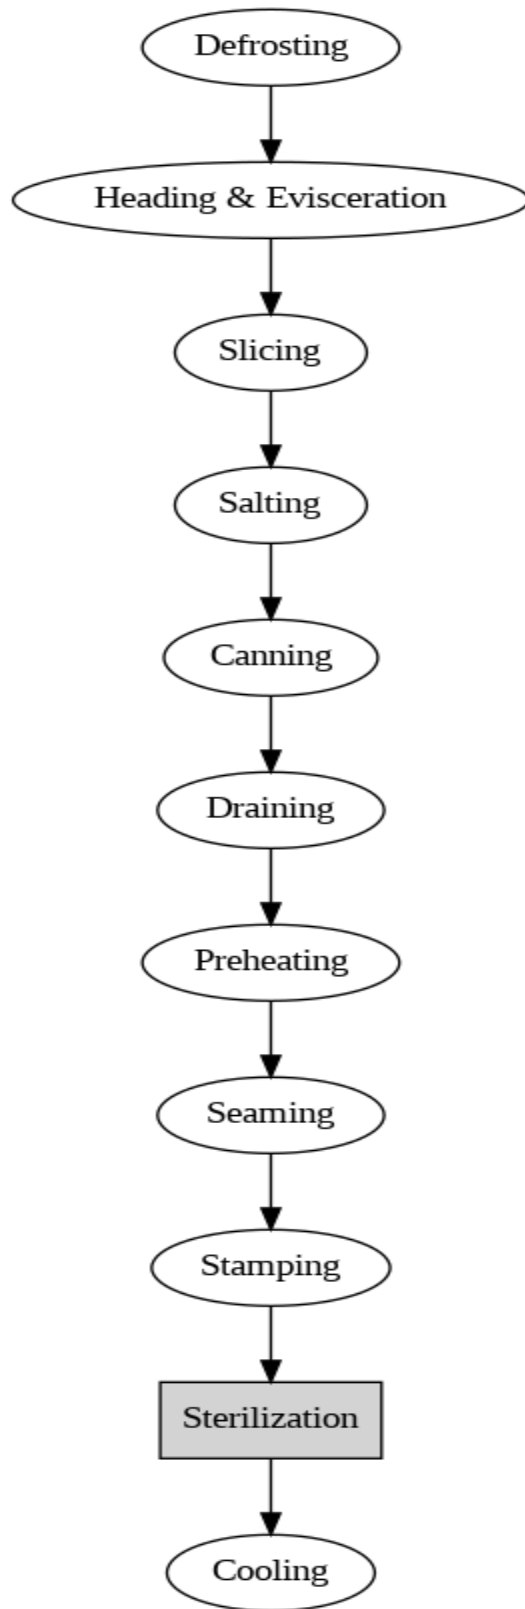 Defrosting
Heading & Evisceration
Slicing
Salting
Canning
Draining
Preheating
Seaming
Stamping
Sterilization
Cooling